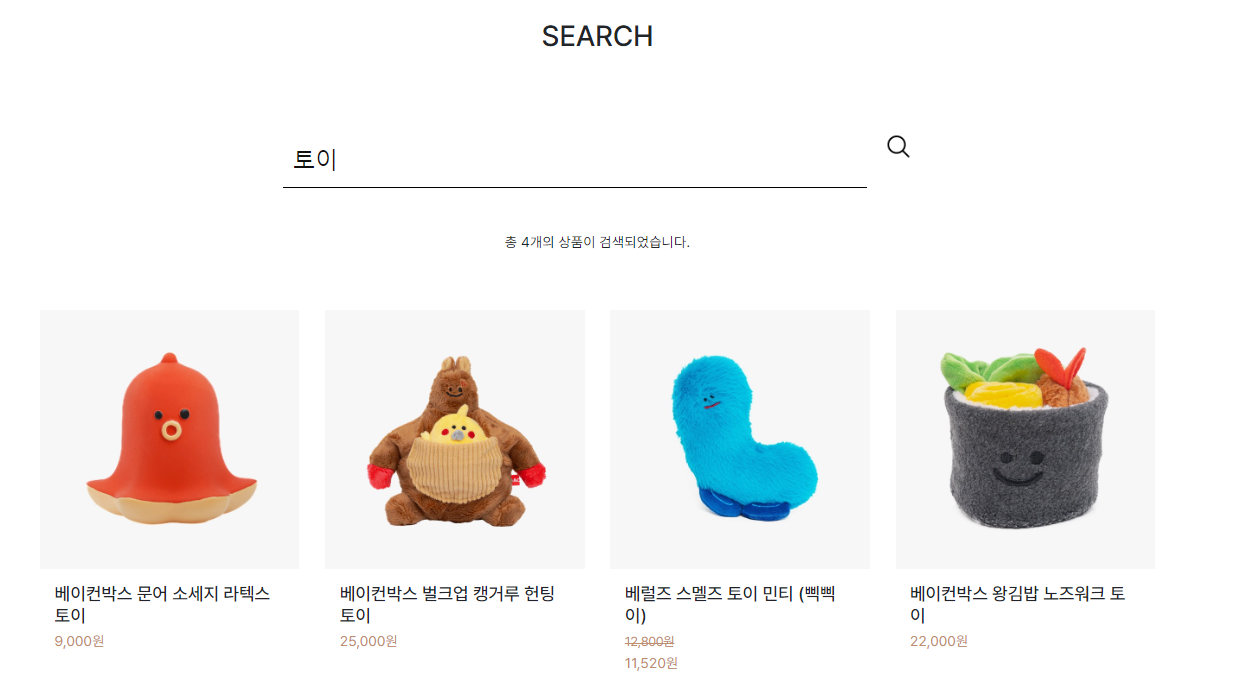 SEARCH
토이
총 4개의 상품이 검색되었습니다.
베이컨박스 문어 소세지 라텍스
토이
9,000원
베이컨박스 벌크업 캥거루 헌팅
토이
25,000원
베럴즈 스멜즈 토이 민티 (삑삑
이)
12,800원
11,520원
베이컨박스 왕김밥 노즈워크 토
이
22,000원